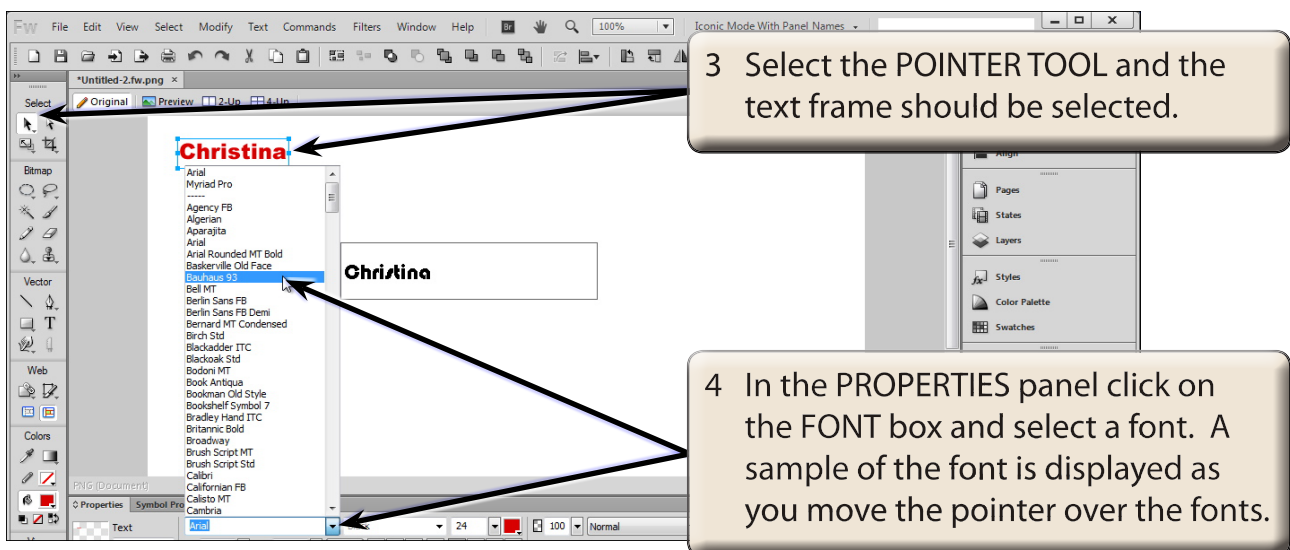 Fw File Edit View Select Modify Text Commands Filters Window Help Br 100% Iconic Mode With Panel Names
*Untitled-2.fw.png ×
Select
Original Preview 2-Up 4-Up
3 Select the POINTER TOOL and the
text frame should be selected.
Christina
Arial
Myriad Pro
-----
Agency FB
Algerian
Aparajita
Arial
Arial Rounded MT Bold
Baskerville Old Face
Bauhaus 93
Bell MT
Berlin Sans FB
Berlin Sans FB Demi
Bernard MT Condensed
Birch Std
Blackadder ITC
Blackoak Std
Bodoni MT
Book Antiqua
Bookman Old Style
Bookshelf Symbol 7
Bradley Hand ITC
Britannic Bold
Broadway
Brush Script MT
Brush Script Std
Calibri
Californian FB
Calisto MT
Cambria
Christina
Bitmap
Vector
T
Web
Colors
Align
Pages
States
Layers
Styles
Color Palette
Swatches
4 In the PROPERTIES panel click on
the FONT box and select a font. A
sample of the font is displayed as
you move the pointer over the fonts.
PNG (Document)
Properties Symbol Pro
Text Arial 24 100 Normal